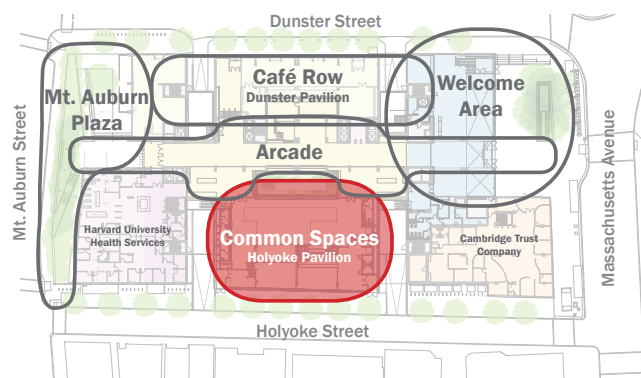 Dunster Street
Café Row
Dunster Pavilion
Welcome
Area
Mt. Auburn
Plaza
Mt. Auburn Street
Arcade
Massachusetts Avenue
Harvard University
Health Services
Common Spaces
Holyoke Pavilion
Cambridge Trust
Company
Holyoke Street